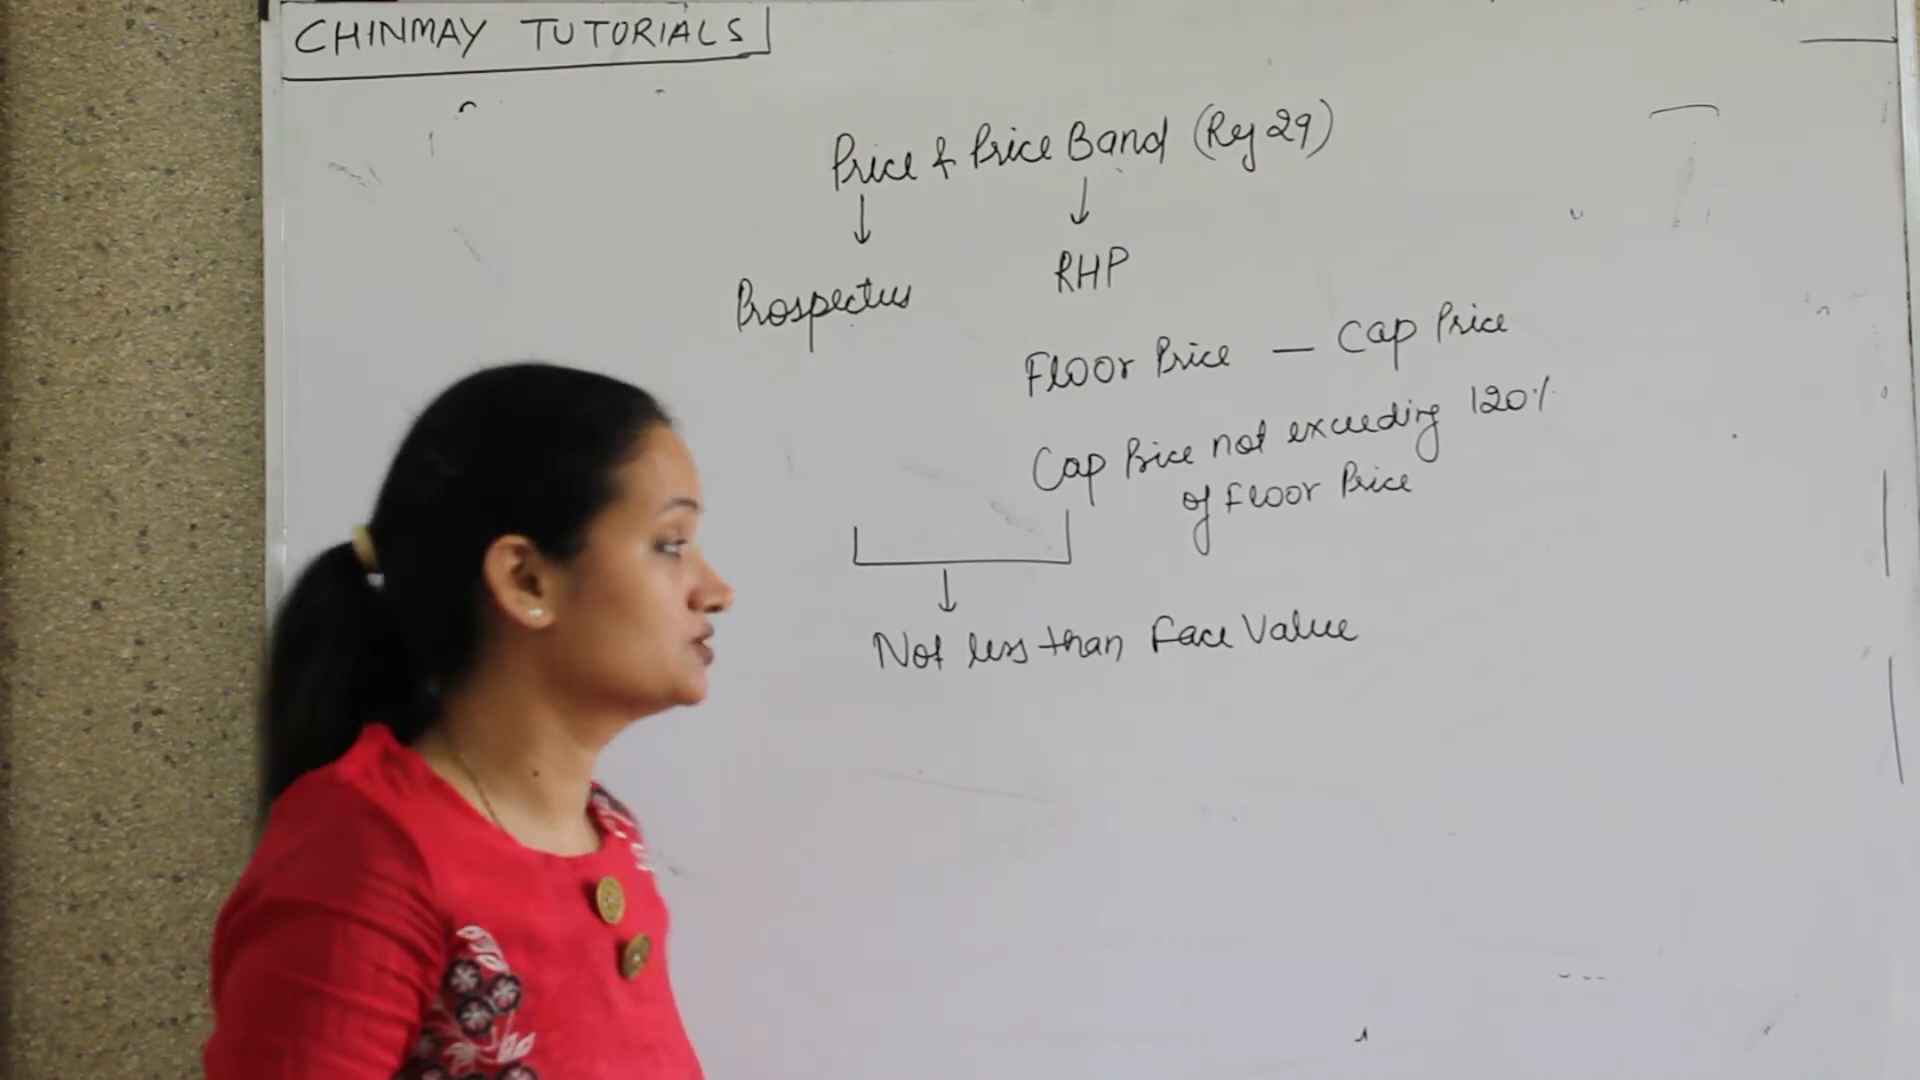 CHINMAY TUTORIALS
Price & Price Band (Reg 29)
Prospectus RHP
Floor Price — Cap Price
Cap Price not exceeding 120%
of Floor Price
Not less than Face Value